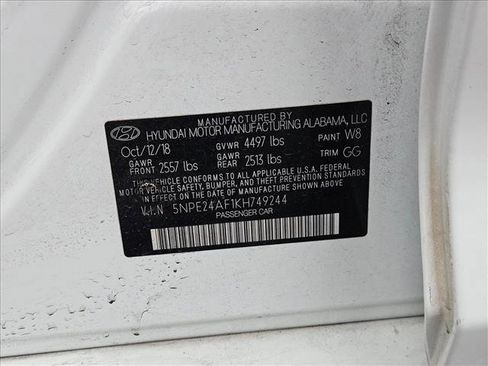 MANUFACTURED BY
HYUNDAI MOTOR MANUFACTURING ALABAMA, LLC
Oct/12/18 GVWR 4497 lbs PAINT W8
GAWR FRONT 2557 lbs GAWR REAR 2513 lbs TRIM GG
THIS VEHICLE CONFORMS TO ALL APPLICABLE U.S.A. FEDERAL
MOTOR VEHICLE SAFETY, BUMPER, AND THEFT PREVENTION
STANDARDS IN EFFECT ON THE DATE OF MANUFACTURE SHOWN ABOVE.
V.I.N 5NPE24AF1KH749244
PASSENGER CAR